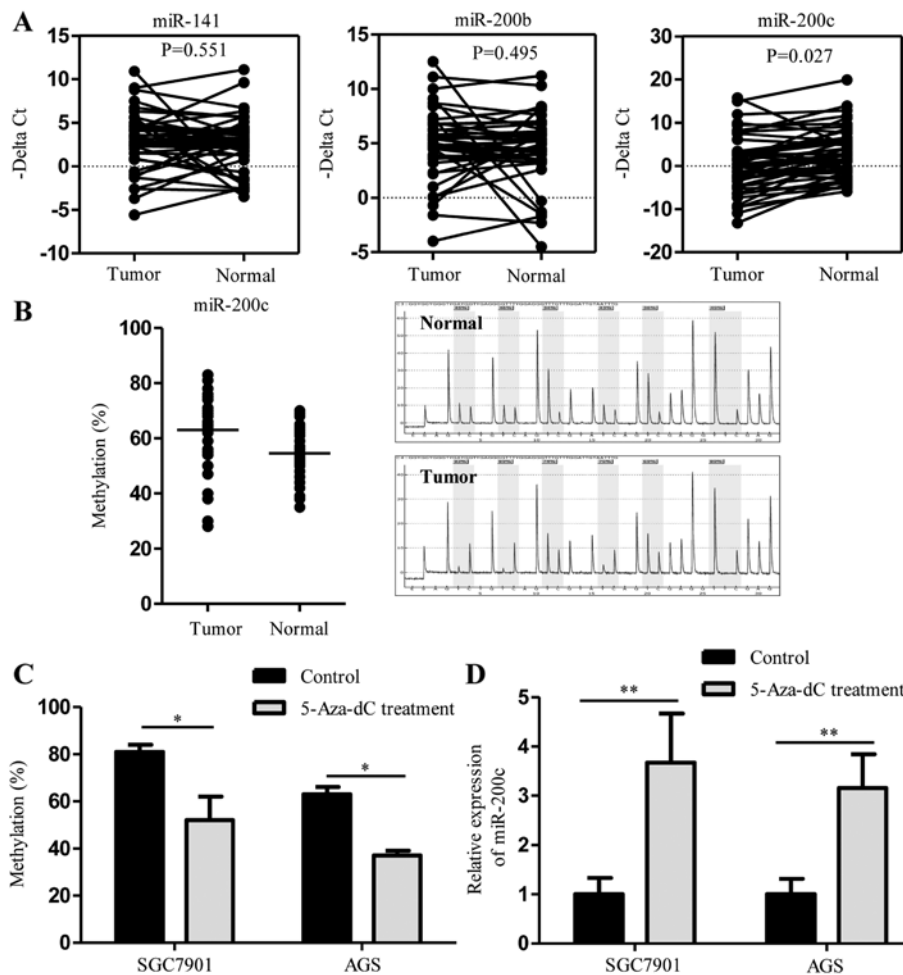 A
miR-141
P=0.551
-Delta Ct
15
10
5
0
-5
-10
Tumor
Normal
miR-200b
P=0.495
-Delta Ct
15
10
5
0
-5
Tumor
Normal
miR-200c
P=0.027
-Delta Ct
30
20
10
0
-10
-20
Tumor
Normal
B
miR-200c
Methylation (%)
100
80
60
40
20
0
Tumor
Normal
Normal
Tumor
C
Control
5-Aza-dC treatment
Methylation (%)
100
80
60
40
20
0
*
*
SGC7901
AGS
D
Control
5-Aza-dC treatment
Relative expression
of miR-200c
5
4
3
2
1
0
**
**
SGC7901
AGS